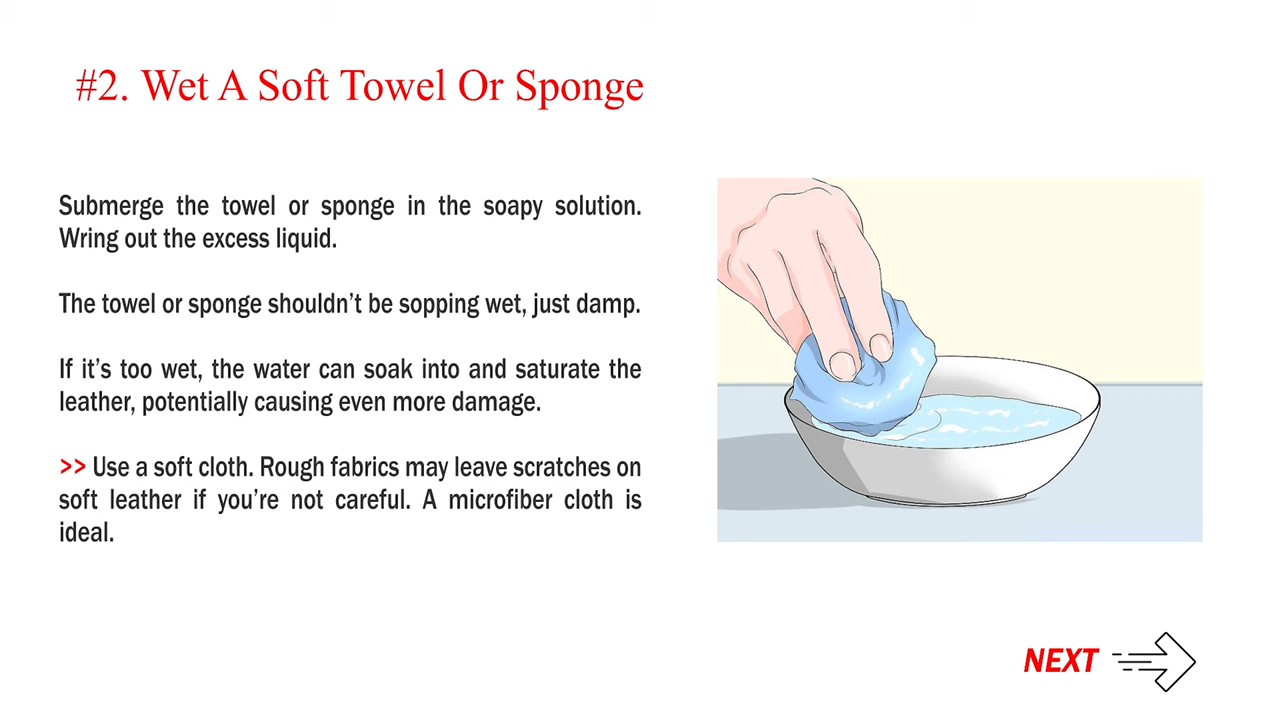 #2. Wet A Soft Towel Or Sponge
Submerge the towel or sponge in the soapy solution.
Wring out the excess liquid.
The towel or sponge shouldn’t be sopping wet, just damp.
If it’s too wet, the water can soak into and saturate the
leather, potentially causing even more damage.
>> Use a soft cloth. Rough fabrics may leave scratches on
soft leather if you’re not careful. A microfiber cloth is
ideal.
NEXT